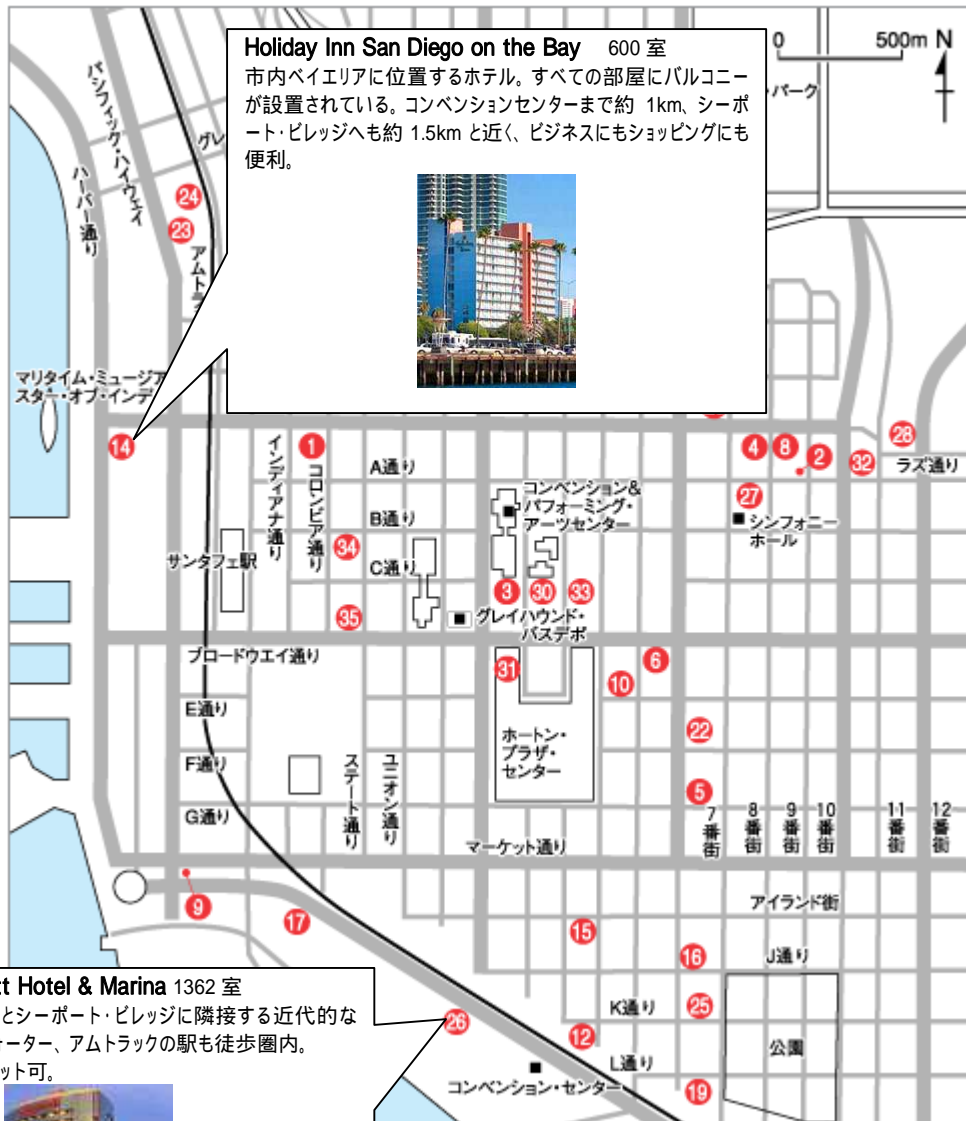 Holiday Inn San Diego on the Bay 600 室
市内ベイエリアに位置するホテル。すべての部屋にバルコニー
が設置されている。コンベンションセンターまで約 1km、シーポ
ート・ビレッジへも約 1.5km と近く、ビジネスにもショッピングにも
便利。
0 500m N
・パーク
パシフィック・ハイウェイ
グレ
ハーバー通り
24
23
アムトラ
マリタイム・ミュージア
スター・オブ・インデ
14
1
インディアナ通り
コロンビア通り
A通り
B通り
C通り
34
35
サンタフェ駅
コンベンション&
パフォーミング・
アーツセンター
3
30
33
グレイハウンド・
バスデポ
4
8
2
32
28
ラズ通り
27
シンフォニー
ホール
ブロードウエイ通り
31
10
6
E通り
F通り
G通り
ステート通り
ユニオン通り
ホートン・
プラザ・
センター
22
5
7番街
8番街
9番街
10番街
11番街
12番街
マーケット通り
9
17
アイランド街
15
16
J通り
K通り
25
26
12
L通り
公園
コンベンション・センター
19
tt Hotel & Marina 1362 室
とシーポート・ビレッジに隣接する近代的な
ォーター、アムトラックの駅も徒歩圏内。
ット可。